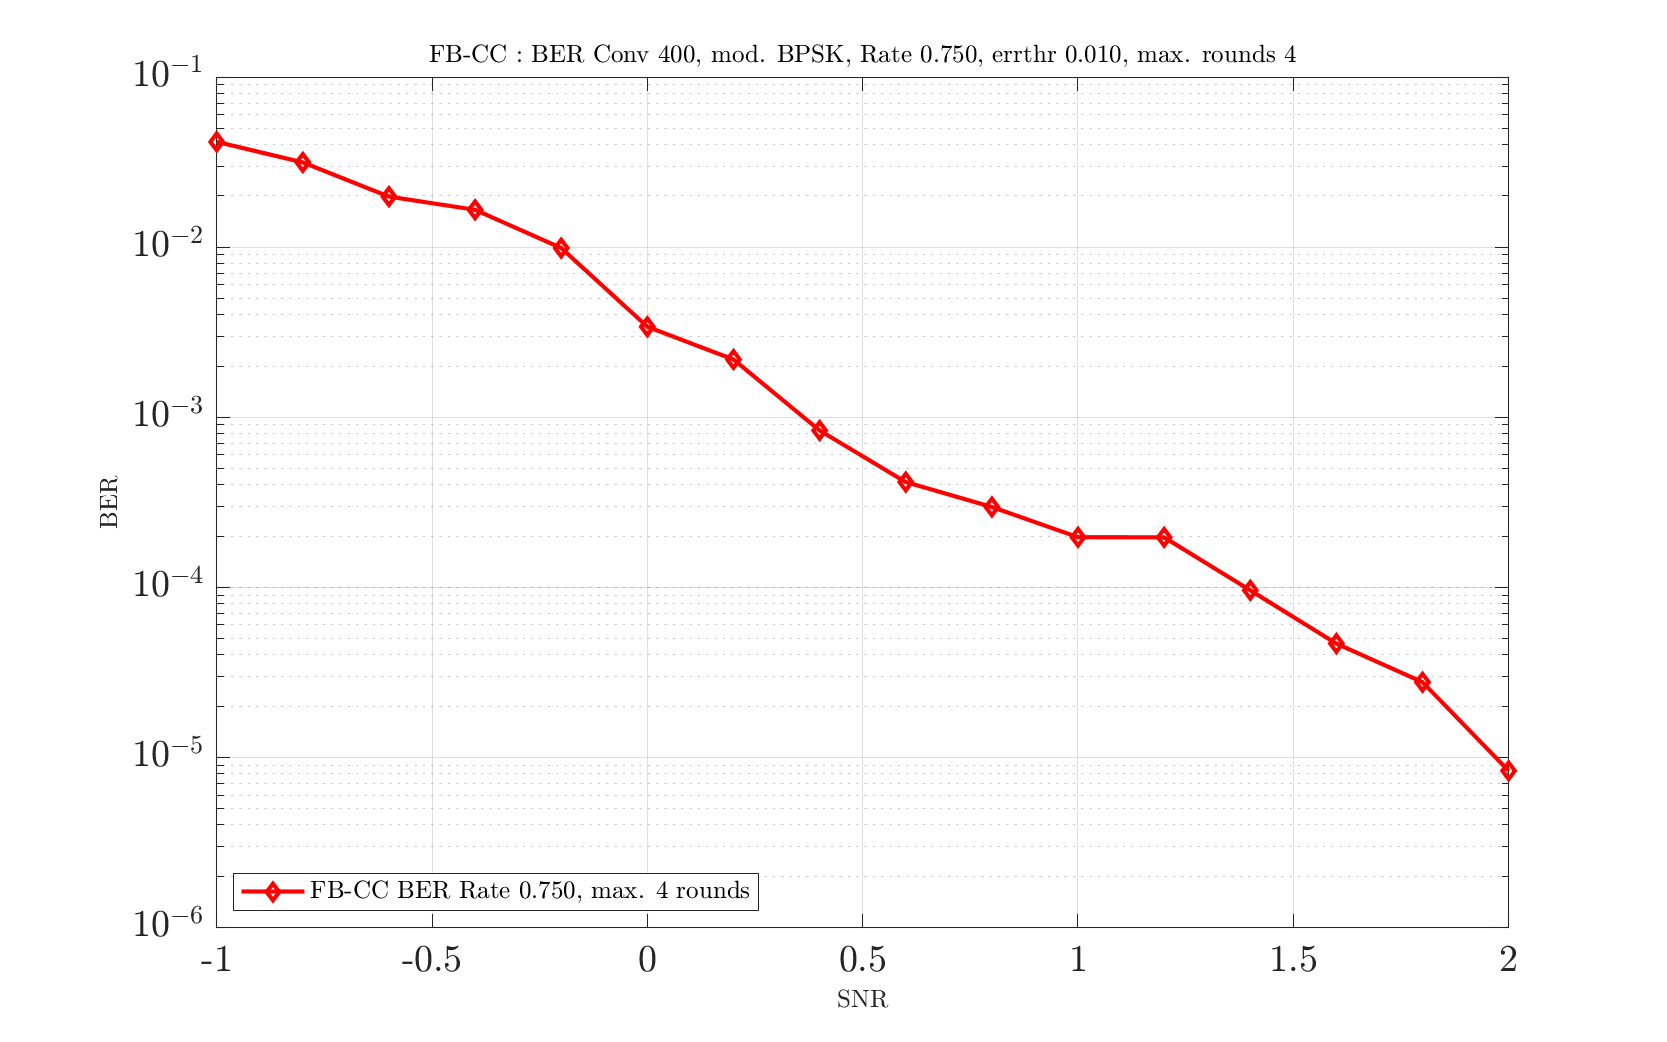 FB-CC : BER Conv 400, mod. BPSK, Rate 0.750, errthr 0.010, max. rounds 4
10⁻¹
10⁻²
10⁻³
10⁻⁴
10⁻⁵
10⁻⁶
BER
FB-CC BER Rate 0.750, max. 4 rounds
-1 -0.5 0 0.5 1 1.5 2
SNR